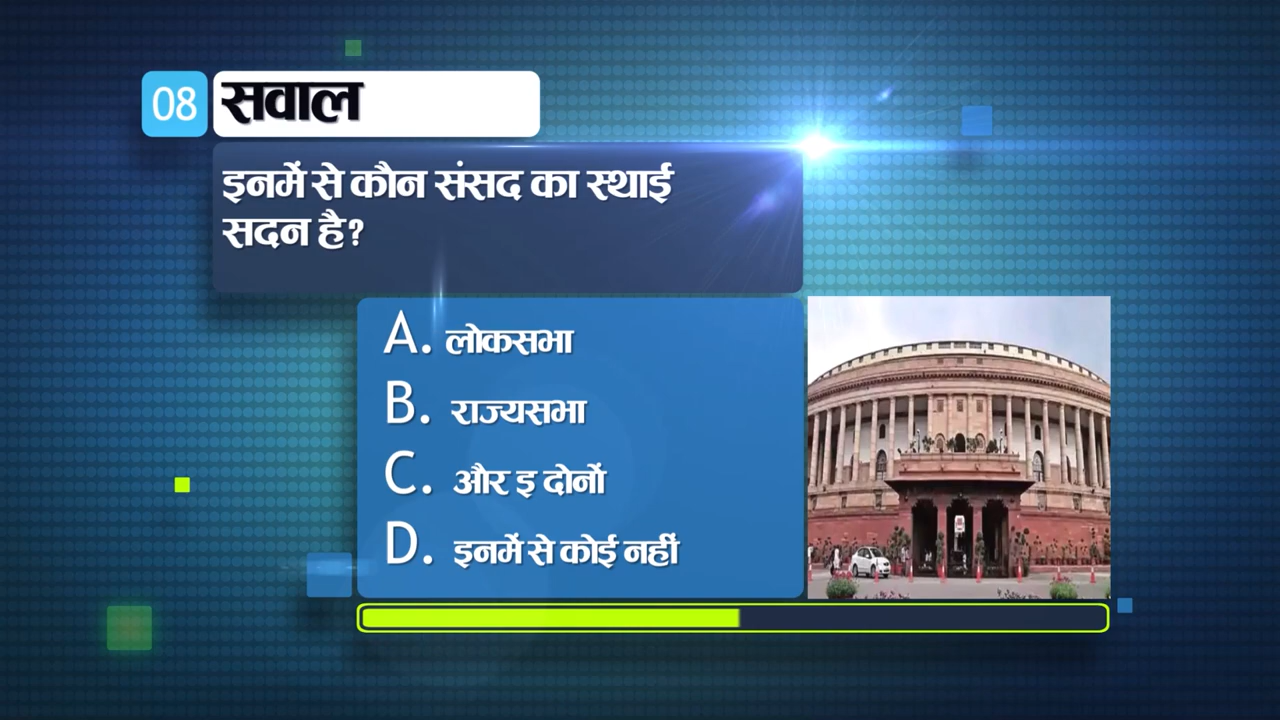 08 सवाल
इनमें से कौन संसद का स्थाई
सदन है?
A. लोकसभा
B. राज्यसभा
C. और इ दोनों
D. इनमें से कोई नहीं